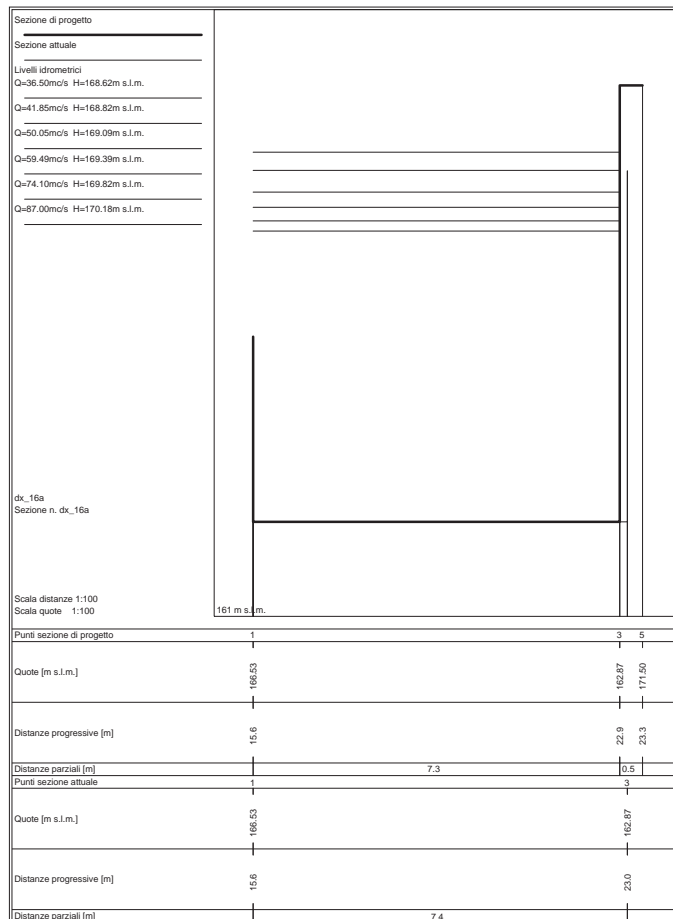 Sezione di progetto
Sezione attuale
Livelli idrometrici
Q=36.50mc/s H=168.62m s.l.m.
Q=41.85mc/s H=168.82m s.l.m.
Q=50.05mc/s H=169.09m s.l.m.
Q=59.49mc/s H=169.39m s.l.m.
Q=74.10mc/s H=169.82m s.l.m.
Q=87.00mc/s H=170.18m s.l.m.
dx_16a
Sezione n. dx_16a
Scala distanze 1:100
Scala quote 1:100
161 m s.l.m.
Punti sezione di progetto 1 3 5
Quote [m s.l.m.] 166.53 162.87 171.50
Distanze progressive [m] 15.6 22.9 23.3
Distanze parziali [m] 7.3 0.5
Punti sezione attuale 1 3
Quote [m s.l.m.] 166.53 162.87
Distanze progressive [m] 15.6 23.0
Distanze parziali [m] 7.4